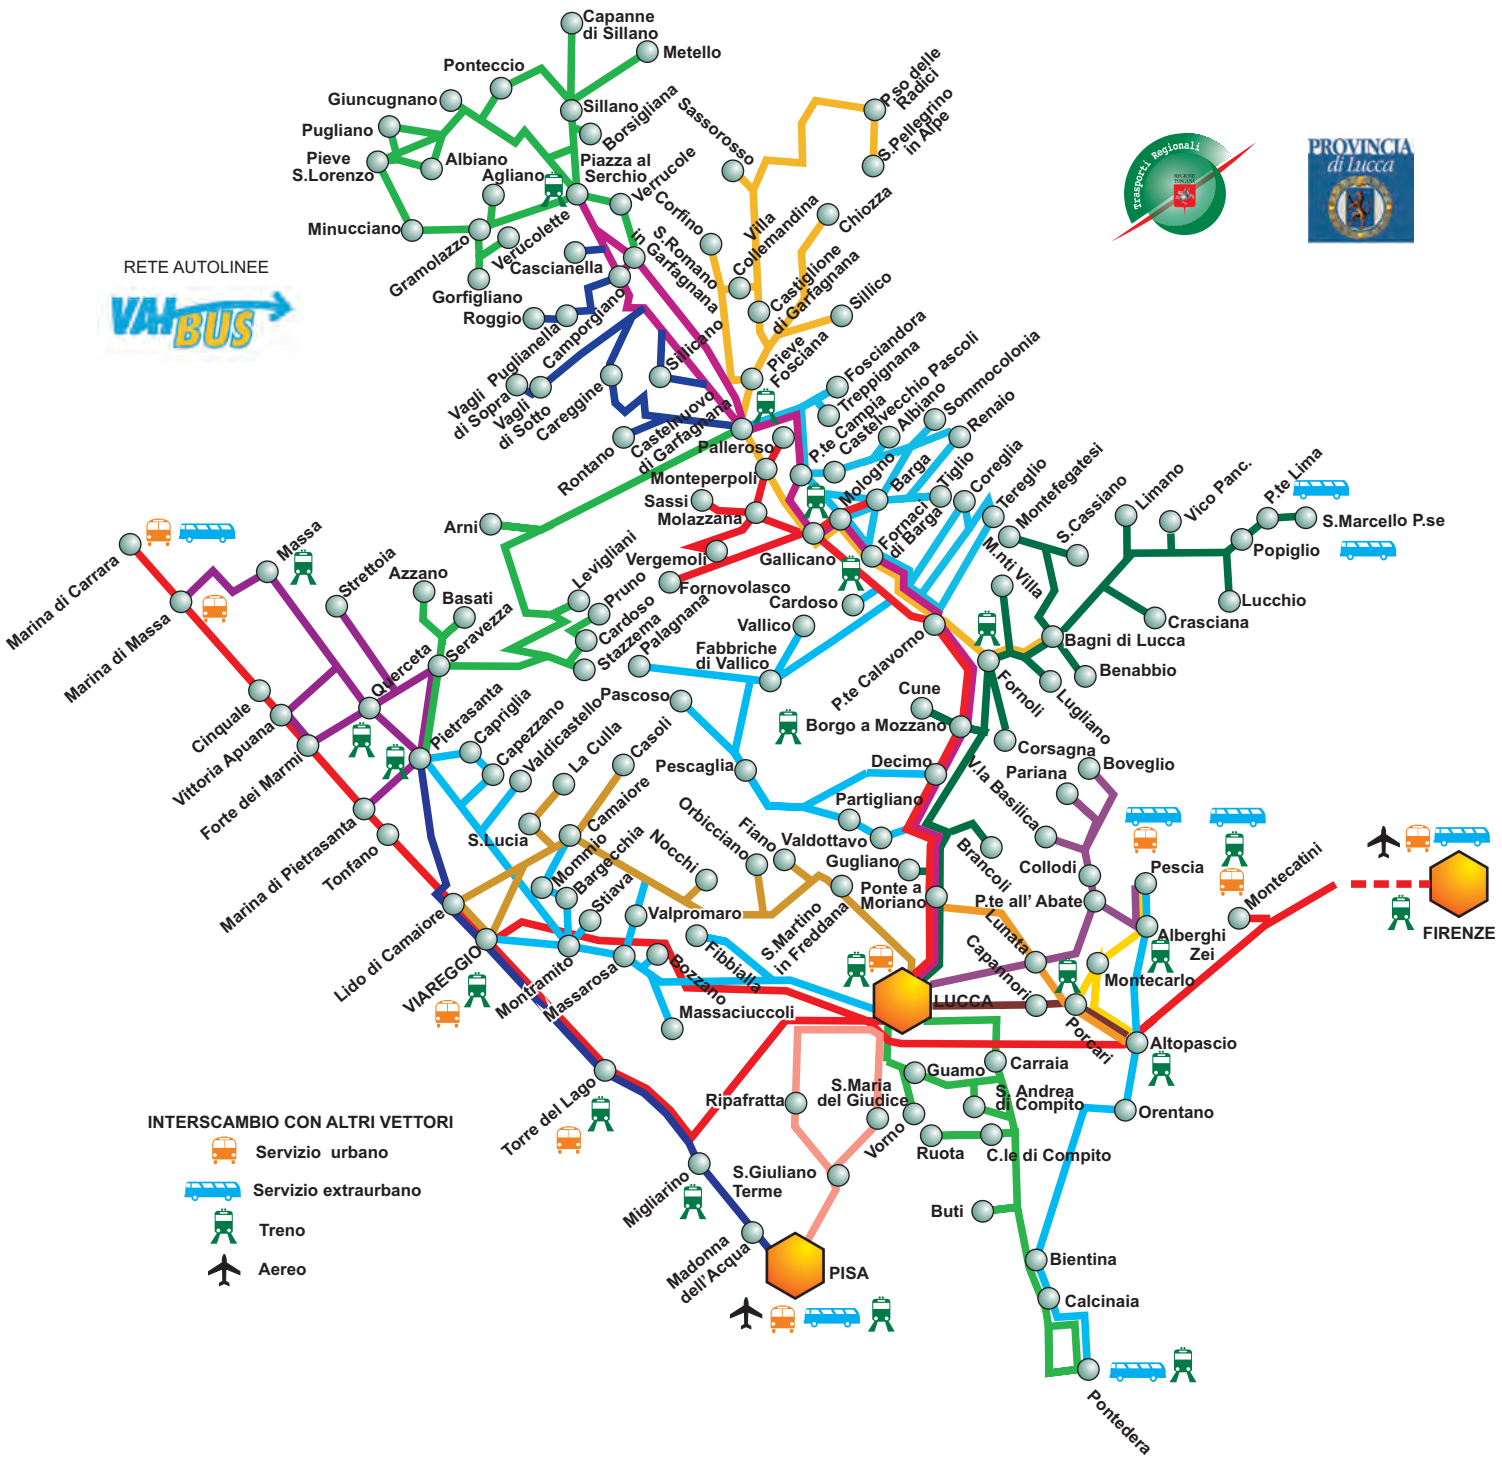 Capanne
di Sillano
Metello
Ponteccio
Giuncugnano
Sillano
Borsigliana
Pugliano
Pieve
S.Lorenzo
Albiano
Agliano
Piazza al
Serchio
Verrucole
Minucciano
Gramolazzo
Verucolette
Gorfigliano
Cascianella
S.Romano
in Garfagnana
Roggio
Puglianella
Camporgiano
Vagli
di Sopra
Vagli
di Sotto
Careggine
Sillicano
Rontano
Castelnuovo
di Garfagnana
Sassorosso
P.so delle
Radici
S.Pellegrino
in Alpe
Corfino
Villa
Collemandina
Chiozza
Castiglione
di Garfagnana
Sillico
Pieve
Fosciana
Fosciandora
Treppignana
P.te Campia
Castelvecchio Pascoli
Albiano
Sommocolonia
Renaio
Palleroso
Monteperpoli
Sassi
Molazzana
Vergemoli
Fornovolasco
Gallicano
Mologno
Barga
Tiglio
Coreglia
Tereglio
Fornaci
di Barga
Montefegatesi
S.Cassiano
Limano
Vico Panc.
P.te Lima
S.Marcello P.se
Popiglio
Lucchio
Crasciana
M.nti Villa
Bagni di Lucca
Benabbio
Lugliano
Fornoli
Corsagna
Cardoso
Vallico
Fabbriche
di Vallico
P.te Calavorno
Cune
Borgo a Mozzano
Pascoso
Palagnana
Pescaglia
Decimo
Partigliano
Valdottavo
Gugliano
Brancoli
Ponte a
Moriano
Arni
Levigliani
Pruno
Cardoso
Stazzema
Azzano
Basati
Seravezza
Querceta
Strettoia
Massa
Marina di Carrara
Marina di Massa
Cinquale
Vittoria Apuana
Forte dei Marmi
Marina di Pietrasanta
Tonfano
Pietrasanta
Capriglia
Capezzano
Valdicastello
La Culla
Casoli
S.Lucia
Camaiore
Mommio
Bargecchia
Stiava
Nocchi
Valpromaro
Orbicciano
Fiano
S.Martino
in Freddana
Fibbialla
Bozzano
Massaciuccoli
Massarosa
Montramito
Lido di Camaiore
VIAREGGIO
Torre del Lago
Migliarino
Madonna
dell'Acqua
PISA
S.Giuliano
Terme
Ripafratta
S.Maria
del Giudice
Vorno
Guamo
Carraia
S. Andrea
di Compito
Ruota
C.le di Compito
Buti
Bientina
Calcinaia
Pontedera
Orentano
Altopascio
Porcari
Capannori
Lunata
LUCCA
Montecarlo
Alberghi
Zei
Pescia
P.te all' Abate
Collodi
V.la Basilica
Pariana
Boveglio
Montecatini
FIRENZE
RETE AUTOLINEE
VAIBUS
Trasporti Regionali
REGIONE
TOSCANA
PROVINCIA
di Lucca
INTERSCAMBIO CON ALTRI VETTORI
Servizio urbano
Servizio extraurbano
Treno
Aereo